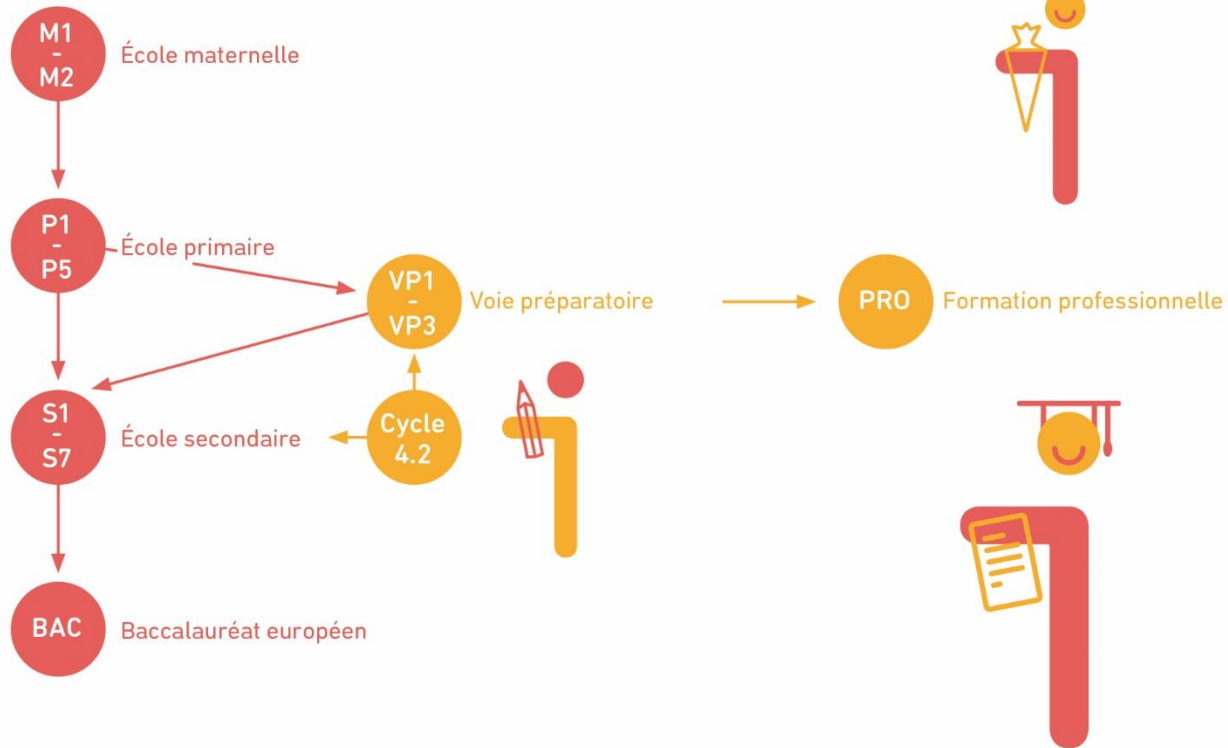 M1
-
M2
École maternelle
P1
-
P5
École primaire
VP1
-
VP3
Voie préparatoire
PRO
Formation professionnelle
S1
-
S7
École secondaire
Cycle
4.2
BAC
Baccalauréat européen